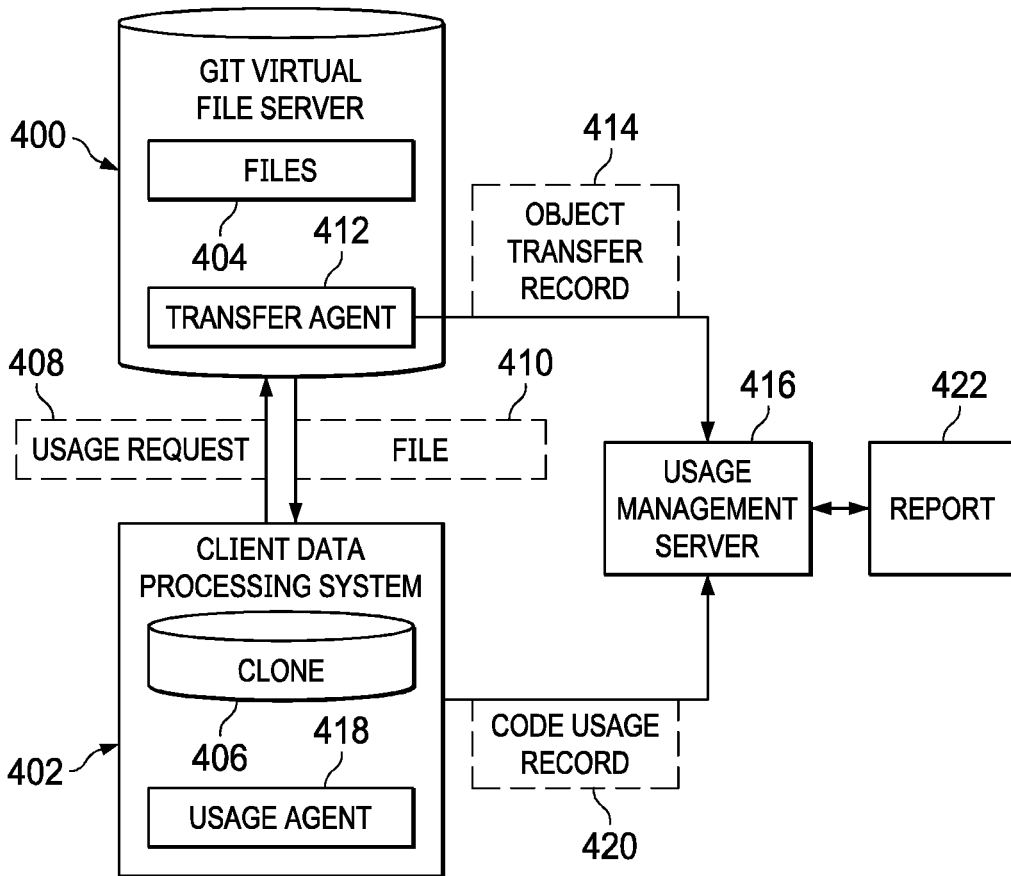 GIT VIRTUAL
FILE SERVER
400
FILES
404
412
TRANSFER AGENT
414
OBJECT
TRANSFER
RECORD
408
410
USAGE REQUEST
FILE
416
422
USAGE
MANAGEMENT
SERVER
REPORT
CLIENT DATA
PROCESSING SYSTEM
CLONE
406
418
402
USAGE AGENT
CODE USAGE
RECORD
420